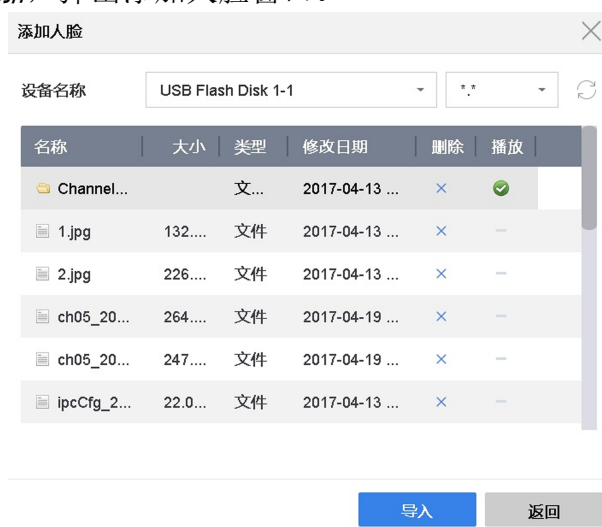 添加人脸
设备名称 USB Flash Disk 1-1 *.*
名称 大小 类型 修改日期 删除 播放
Channel... 文... 2017-04-13 ...
1.jpg 132.... 文件 2017-04-13 ...
2.jpg 226.... 文件 2017-04-13 ...
ch05_20... 264.... 文件 2017-04-19 ...
ch05_20... 247.... 文件 2017-04-19 ...
ipcCfg_2... 22.0... 文件 2017-04-13 ...
导入 返回